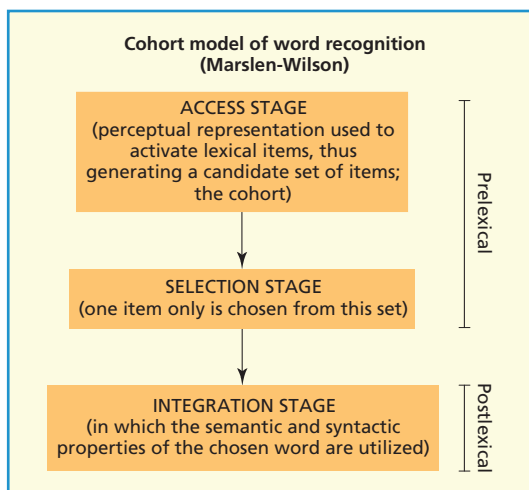 Cohort model of word recognition
(Marslen-Wilson)
ACCESS STAGE
(perceptual representation used to
activate lexical items, thus
generating a candidate set of items;
the cohort)
Prelexical
SELECTION STAGE
(one item only is chosen from this set)
INTEGRATION STAGE
(in which the semantic and syntactic
properties of the chosen word are utilized)
Postlexical